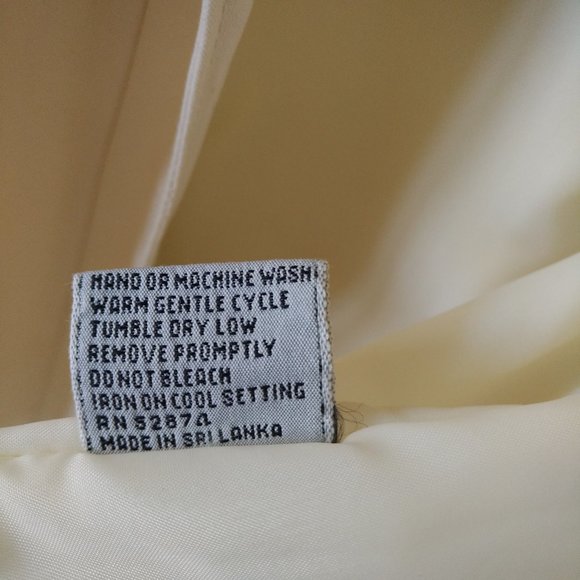 HAND OR MACHINE WASH
WARM GENTLE CYCLE
TUMBLE DRY LOW
REMOVE PROMPTLY
DO NOT BLEACH
IRON ON COOL SETTING
RN
MADE IN SRI LANKA